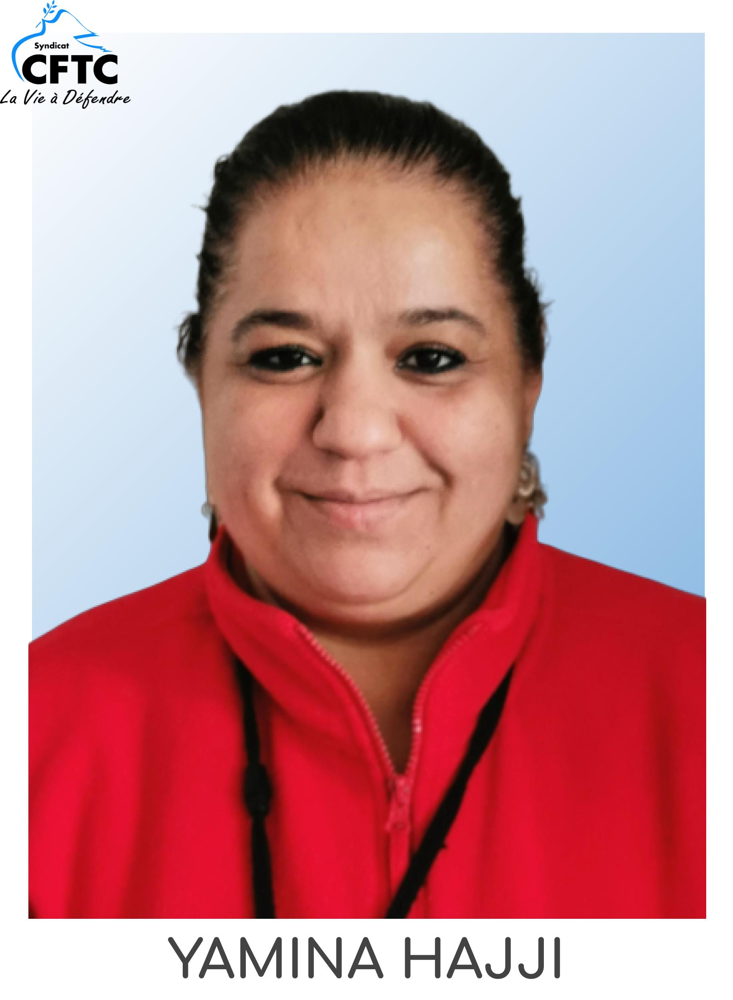 Syndicat
CFTC
La Vie à Défendre
YAMINA HAJJI